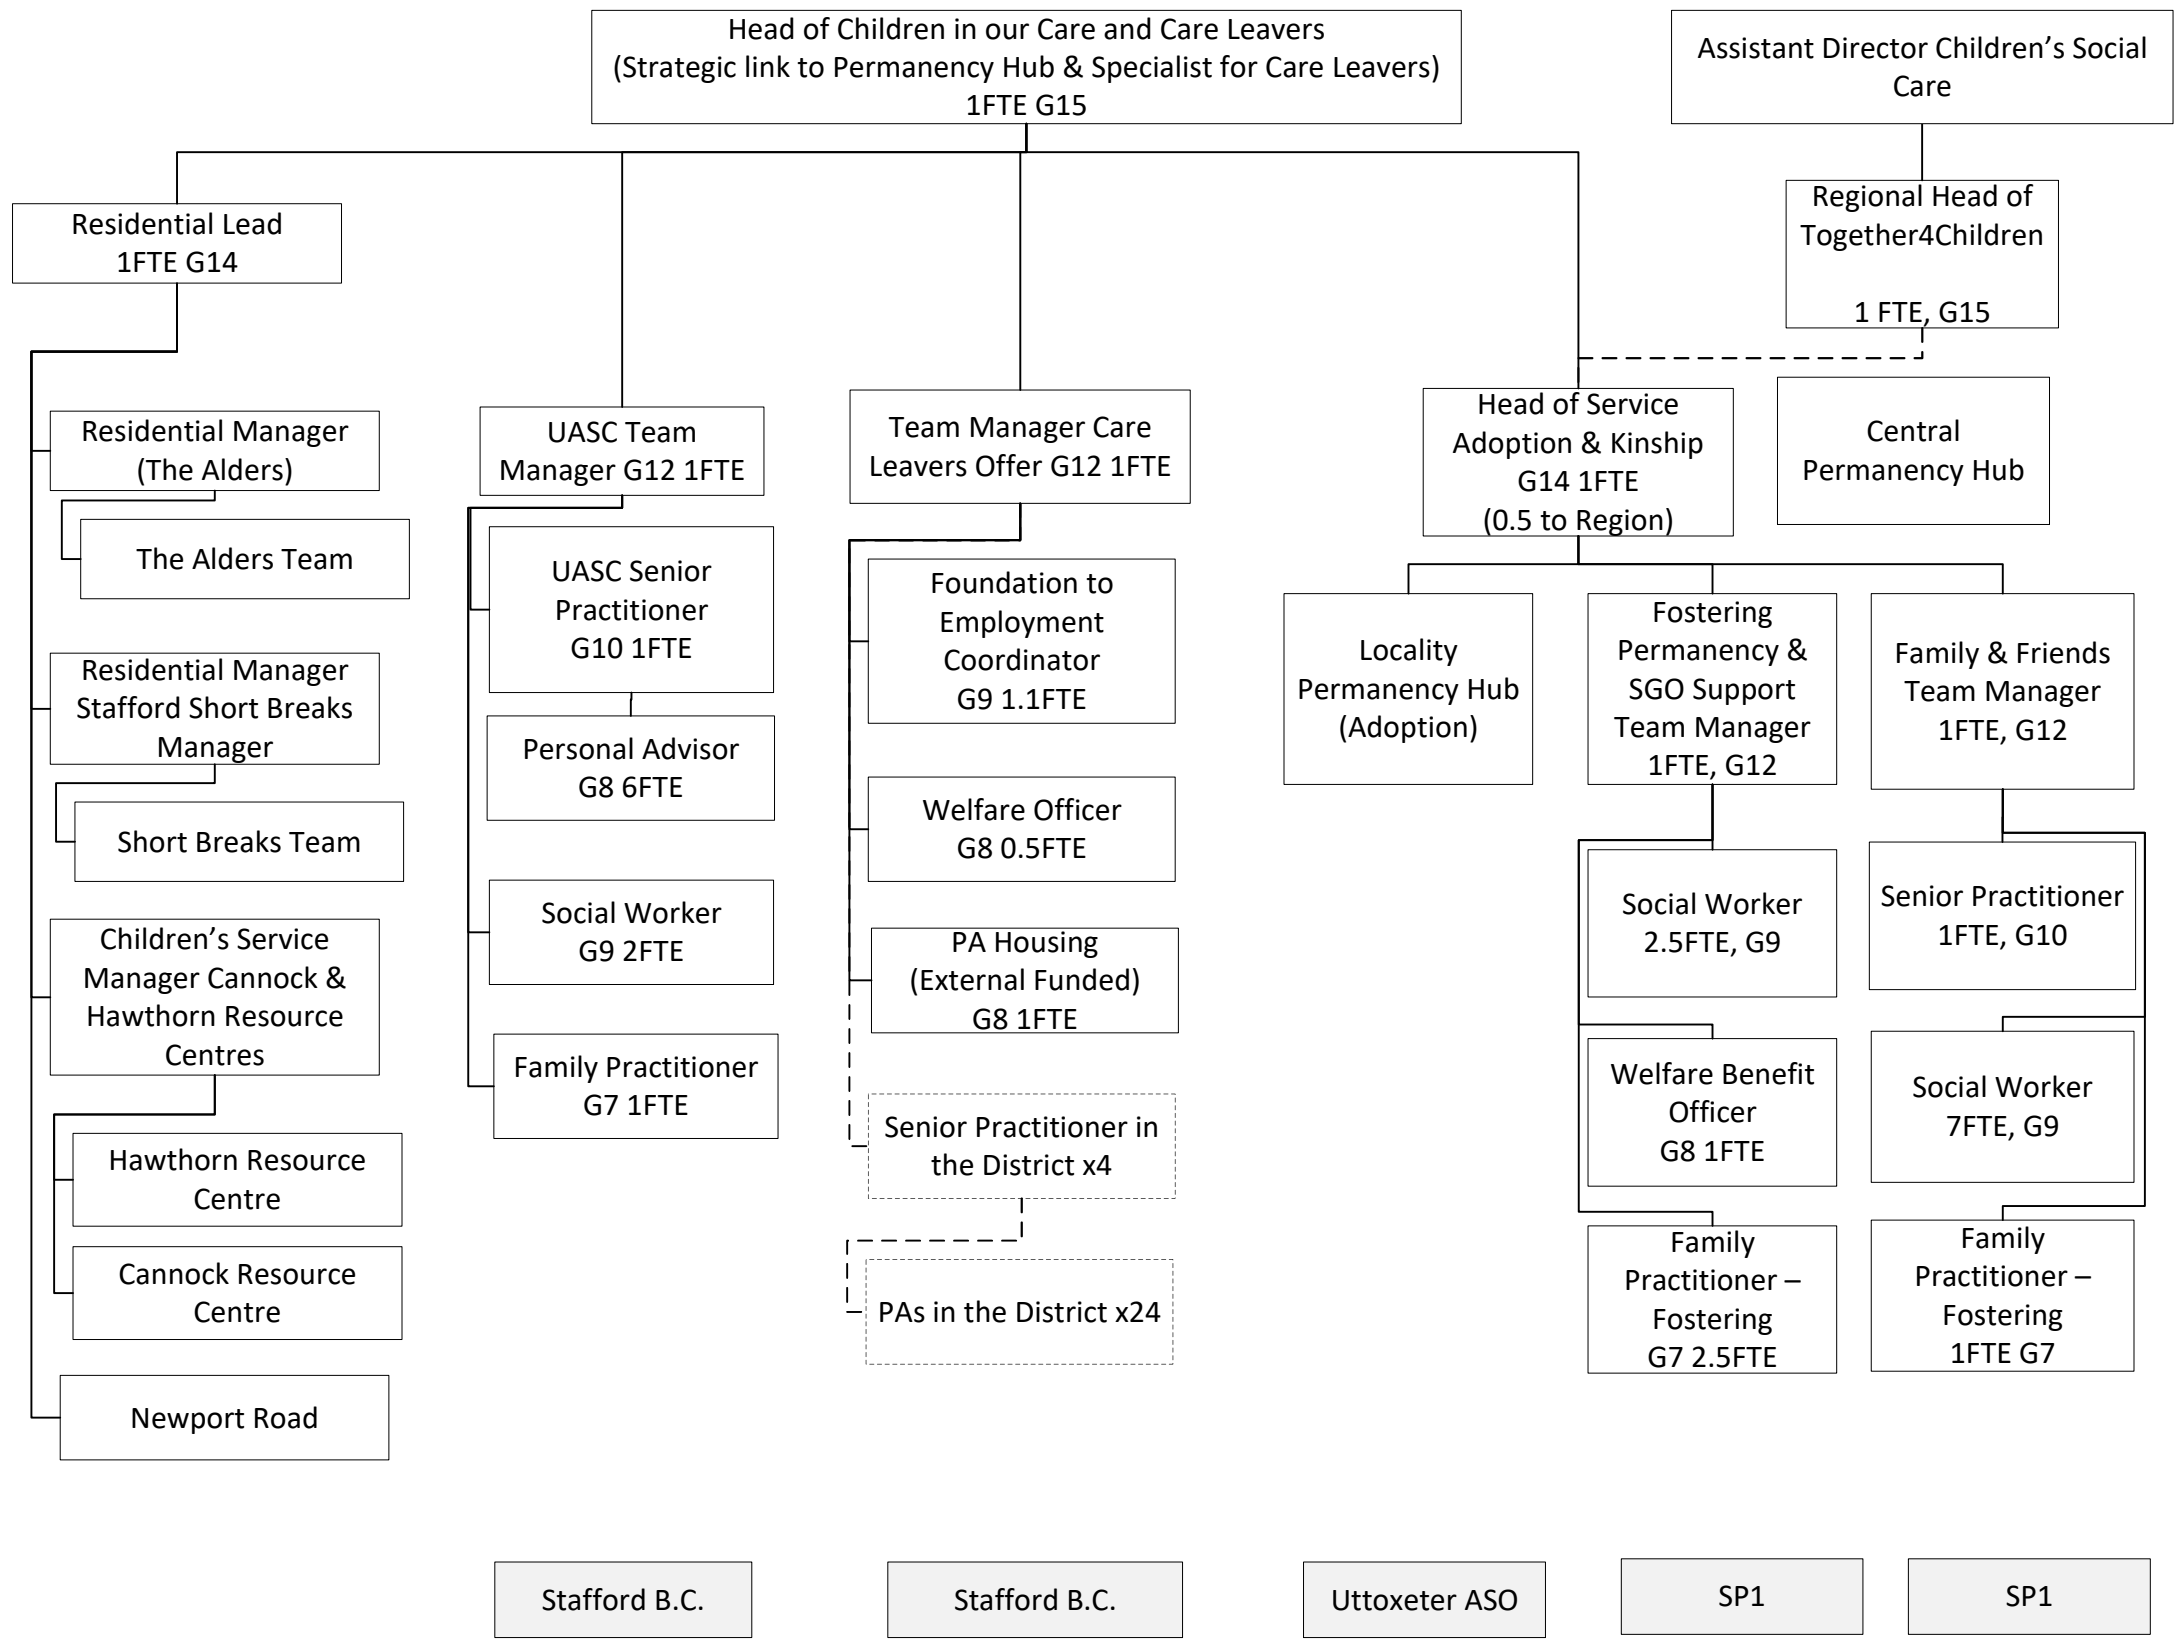 Head of Children in our Care and Care Leavers
(Strategic link to Permanency Hub & Specialist for Care Leavers)
1FTE G15
Assistant Director Children’s Social
Care
Regional Head of
Together4Children
1 FTE, G15
Residential Lead
1FTE G14
Residential Manager
(The Alders)
The Alders Team
Residential Manager
Stafford Short Breaks
Manager
Short Breaks Team
Children’s Service
Manager Cannock &
Hawthorn Resource
Centres
Hawthorn Resource
Centre
Cannock Resource
Centre
Newport Road
UASC Team
Manager G12 1FTE
UASC Senior
Practitioner
G10 1FTE
Personal Advisor
G8 6FTE
Social Worker
G9 2FTE
Family Practitioner
G7 1FTE
Team Manager Care
Leavers Offer G12 1FTE
Foundation to
Employment
Coordinator
G9 1.1FTE
Welfare Officer
G8 0.5FTE
PA Housing
(External Funded)
G8 1FTE
Senior Practitioner in
the District x4
PAs in the District x24
Head of Service
Adoption & Kinship
G14 1FTE
(0.5 to Region)
Central
Permanency Hub
Locality
Permanency Hub
(Adoption)
Fostering
Permanency &
SGO Support
Team Manager
1FTE, G12
Social Worker
2.5FTE, G9
Welfare Benefit
Officer
G8 1FTE
Family
Practitioner –
Fostering
G7 2.5FTE
Family & Friends
Team Manager
1FTE, G12
Senior Practitioner
1FTE, G10
Social Worker
7FTE, G9
Family
Practitioner –
Fostering
1FTE G7
Stafford B.C.
Stafford B.C.
Uttoxeter ASO
SP1
SP1